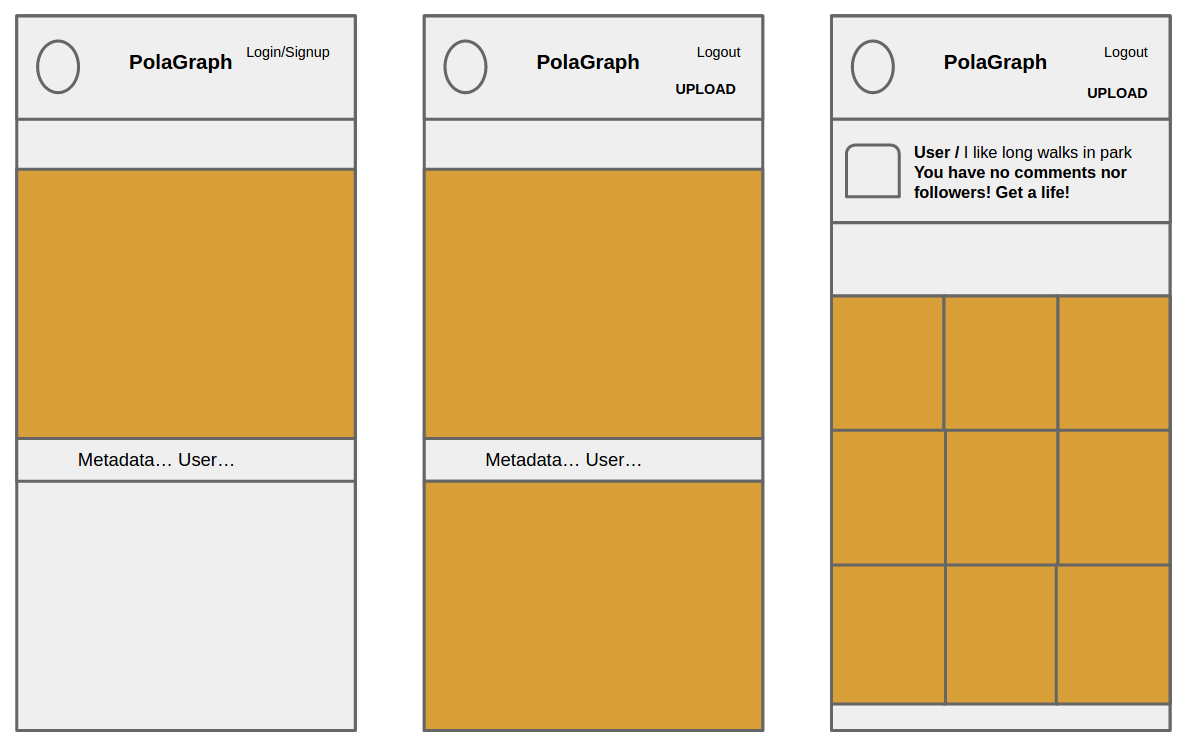 PolaGraph
Login/Signup
Metadata… User…
PolaGraph
Logout
UPLOAD
Metadata… User…
PolaGraph
Logout
UPLOAD
User / I like long walks in park
You have no comments nor
followers! Get a life!